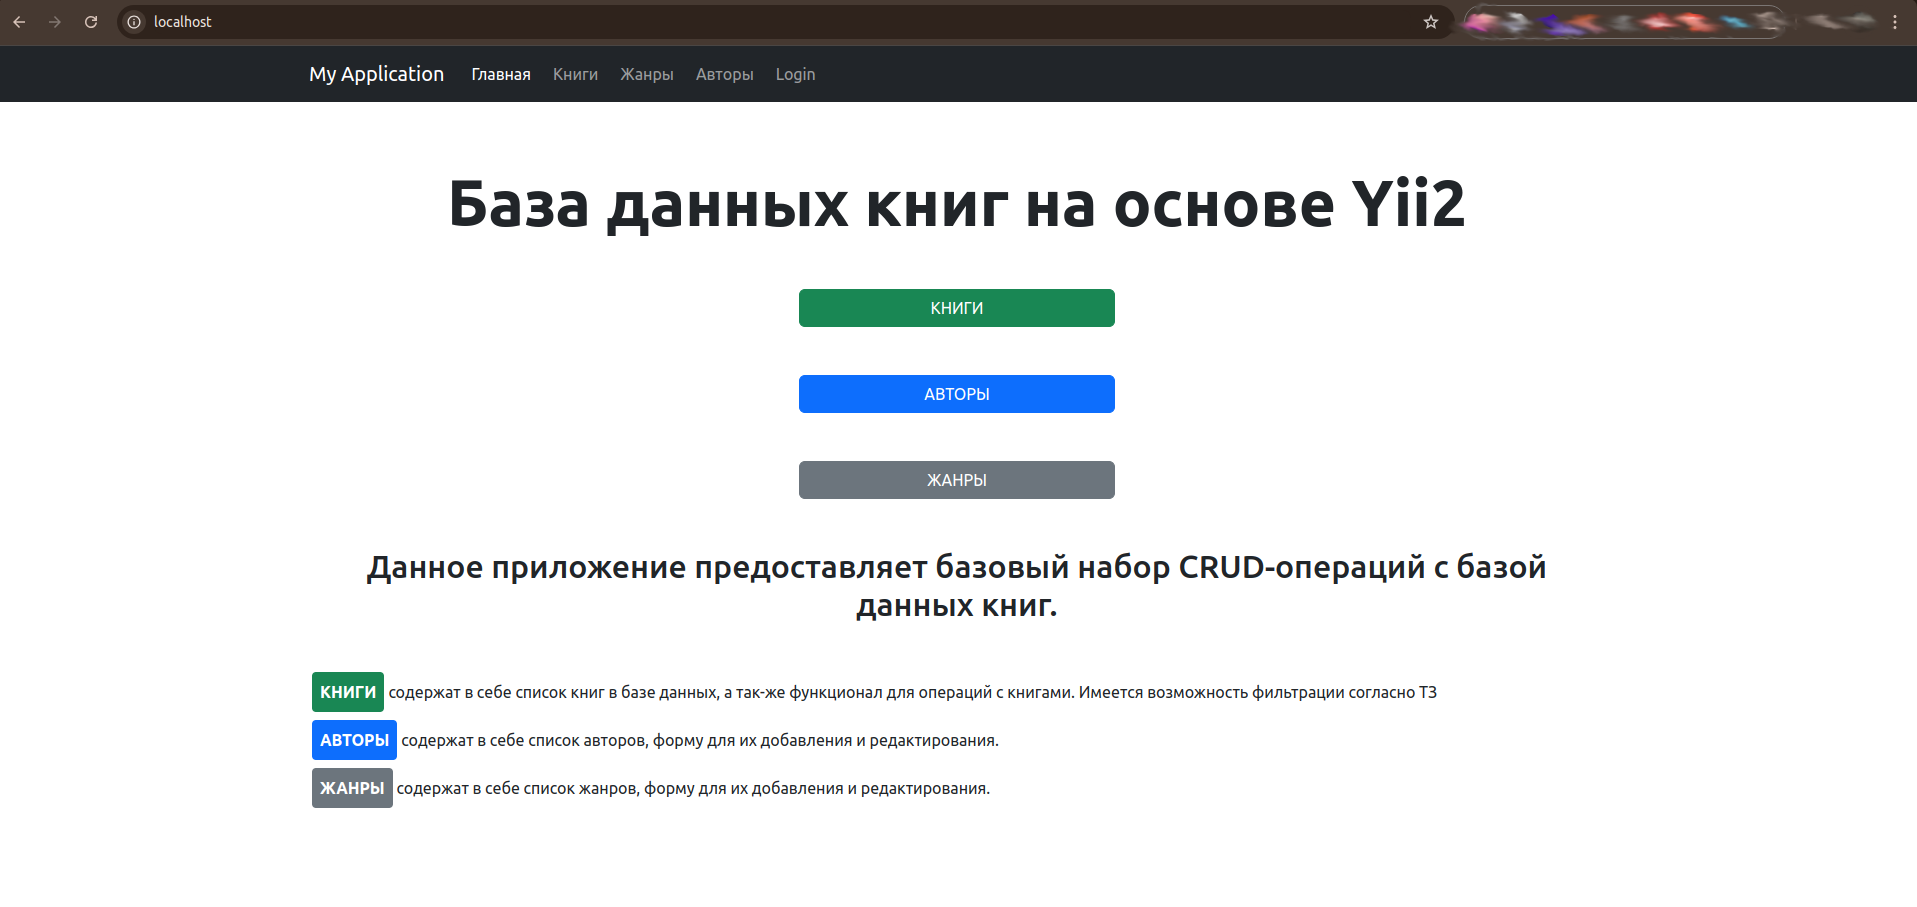 localhost
My Application Главная Книги Жанры Авторы Login
База данных книг на основе Yii2
КНИГИ
АВТОРЫ
ЖАНРЫ
Данное приложение предоставляет базовый набор CRUD-операций с базой
данных книг.
КНИГИ содержат в себе список книг в базе данных, а так-же функционал для операций с книгами. Имеется возможность фильтрации согласно ТЗ
АВТОРЫ содержат в себе список авторов, форму для их добавления и редактирования.
ЖАНРЫ содержат в себе список жанров, форму для их добавления и редактирования.